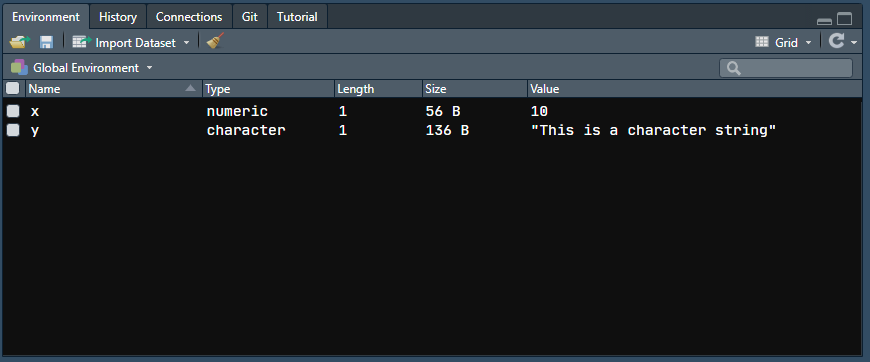 Environment History Connections Git Tutorial
Import Dataset Grid
Global Environment
Name Type Length Size Value
x numeric 1 56 B 10
y character 1 136 B "This is a character string"